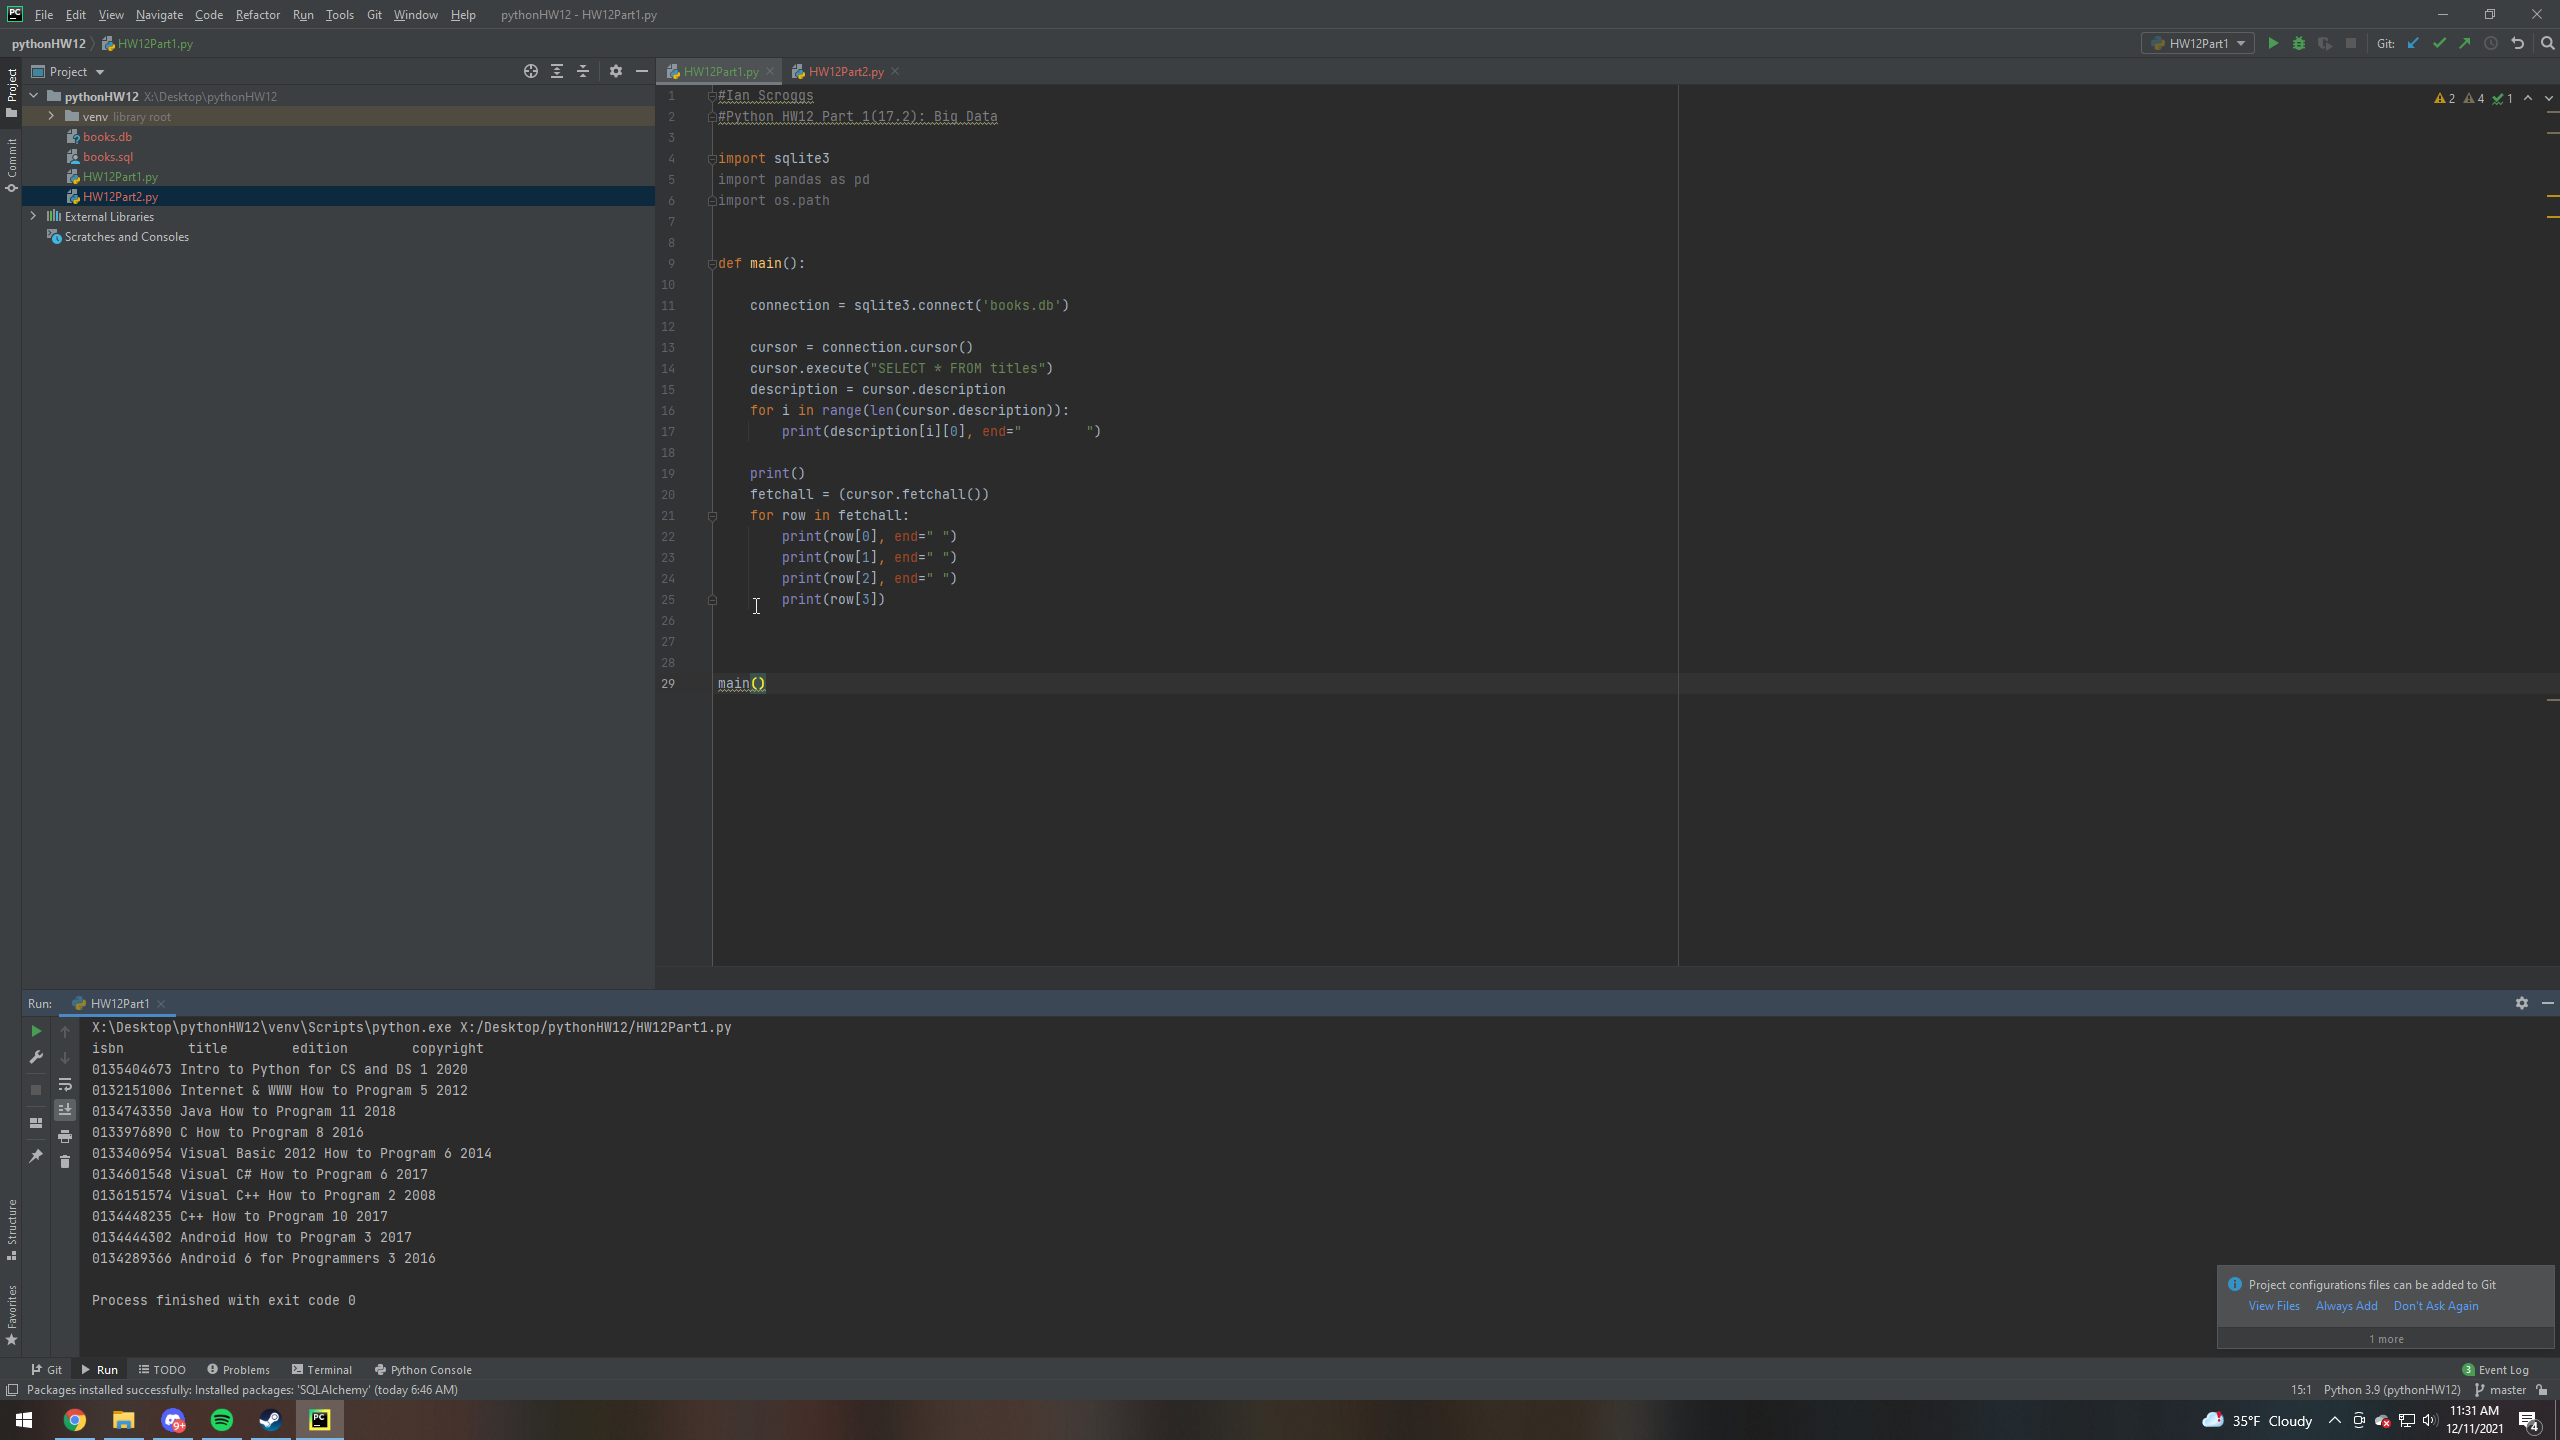 File Edit View Navigate Code Refactor Run Tools Git Window Help pythonHW12 - HW12Part1.py
pythonHW12 HW12Part1.py HW12Part1 Git:
Project HW12Part1.py HW12Part2.py
Project
Commit
pythonHW12 X:\Desktop\pythonHW12
venv library root
books.db
books.sql
HW12Part1.py
HW12Part2.py
External Libraries
Scratches and Consoles
2 4 1
1 #Ian Scroggs
2 #Python HW12 Part 1(17.2): Big Data
3
4 import sqlite3
5 import pandas as pd
6 import os.path
7
8
9 def main():
10
11     connection = sqlite3.connect('books.db')
12
13     cursor = connection.cursor()
14     cursor.execute("SELECT * FROM titles")
15     description = cursor.description
16     for i in range(len(cursor.description)):
17         print(description[i][0], end="        ")
18
19     print()
20     fetchall = (cursor.fetchall())
21     for row in fetchall:
22         print(row[0], end=" ")
23         print(row[1], end=" ")
24         print(row[2], end=" ")
25         print(row[3])
26
27
28
29 main()
Run: HW12Part1
X:\Desktop\pythonHW12\venv\Scripts\python.exe X:/Desktop/pythonHW12/HW12Part1.py
isbn        title        edition        copyright
0135404673 Intro to Python for CS and DS 1 2020
0132151006 Internet & WWW How to Program 5 2012
0134743350 Java How to Program 11 2018
0133976890 C How to Program 8 2016
0133406954 Visual Basic 2012 How to Program 6 2014
0134601548 Visual C# How to Program 6 2017
0136151574 Visual C++ How to Program 2 2008
0134448235 C++ How to Program 10 2017
0134444302 Android How to Program 3 2017
0134289366 Android 6 for Programmers 3 2016
Process finished with exit code 0
Structure
Favorites
Project configurations files can be added to Git
View Files Always Add Don't Ask Again
1 more
Git Run TODO Problems Terminal Python Console 3 Event Log
Packages installed successfully: Installed packages: 'SQLAlchemy' (today 6:46 AM) 15:1 Python 3.9 (pythonHW12) master
PC 9+ 35°F Cloudy 11:31 AM
12/11/2021 4